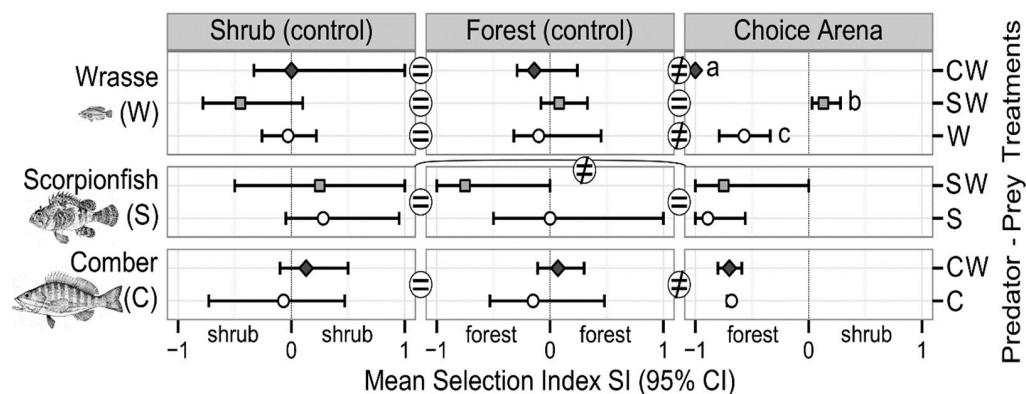 Shrub (control) Forest (control) Choice Arena
Wrasse
(W)
= ≠ a CW
= = b SW
= ≠ c W
Scorpionfish
(S)
≠ SW
= = S
Comber
(C)
= ≠ CW
C
−1 shrub 0 shrub 1 −1 forest 0 forest 1 −1 forest 0 shrub 1
Mean Selection Index SI (95% CI)
Predator - Prey Treatments